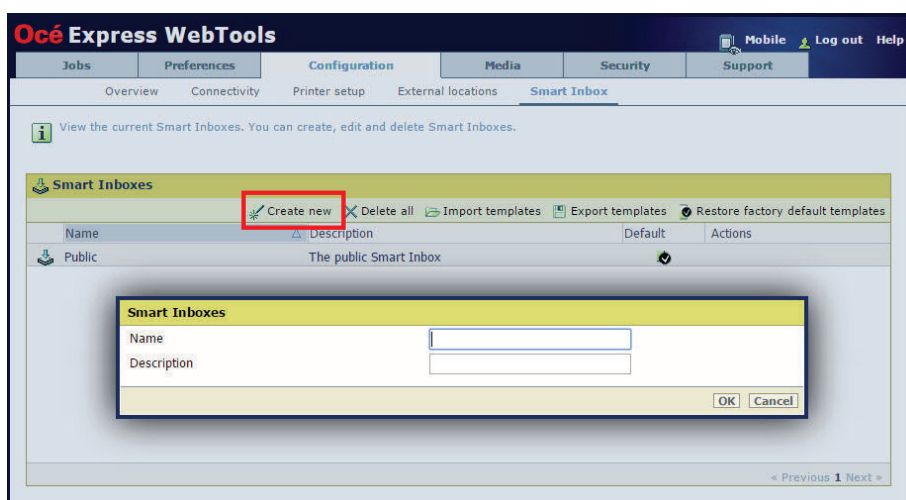 Océ Express WebTools
Mobile Log out Help
Jobs Preferences Configuration Media Security Support
Overview Connectivity Printer setup External locations Smart Inbox
View the current Smart Inboxes. You can create, edit and delete Smart Inboxes.
Smart Inboxes
Create new Delete all Import templates Export templates Restore factory default templates
Name Description Default Actions
Public The public Smart Inbox
Smart Inboxes
Name
Description
OK Cancel
« Previous 1 Next »